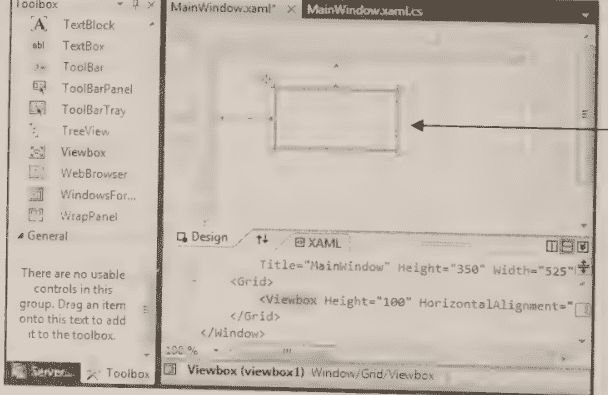 Toolbox
TextBlock
TextBox
ToolBar
ToolBarPanel
ToolBarTray
TreeView
Viewbox
WebBrowser
WindowsFor...
WrapPanel
General
There are no usable
controls in this
group. Drag an item
onto this text to add
it to the toolbox.
Server...
Toolbox
MainWindow.xaml*
MainWindow.xaml.cs
Design
XAML
Title="MainWindow" Height="350" Width="525"
<Grid>
<Viewbox Height="100" HorizontalAlignment="
</Grid>
</Window>
100 %
Viewbox (viewbox1) Window/Grid/Viewbox